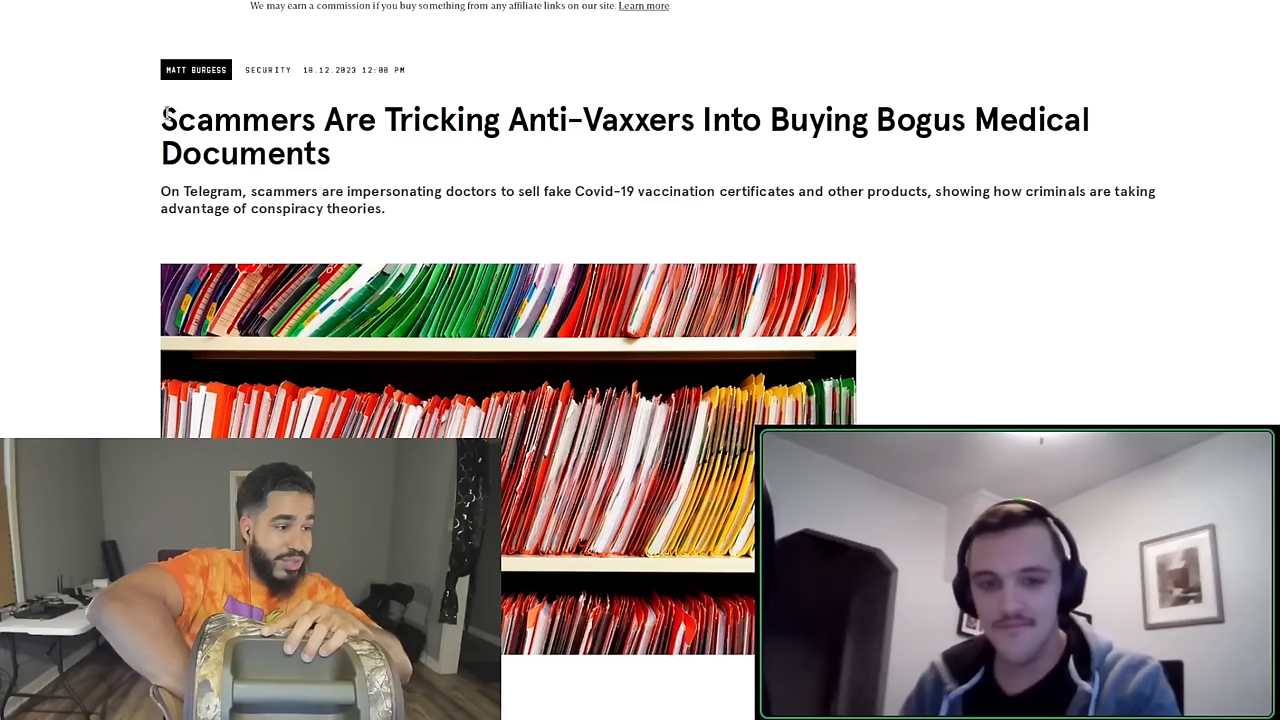 We may earn a commission if you buy something from any affiliate links on our site. Learn more.
MATT BURGESS SECURITY 10.12.2023 12:00 PM
Scammers Are Tricking Anti-Vaxxers Into Buying Bogus Medical
Documents
On Telegram, scammers are impersonating doctors to sell fake Covid-19 vaccination certificates and other products, showing how criminals are taking
advantage of conspiracy theories.